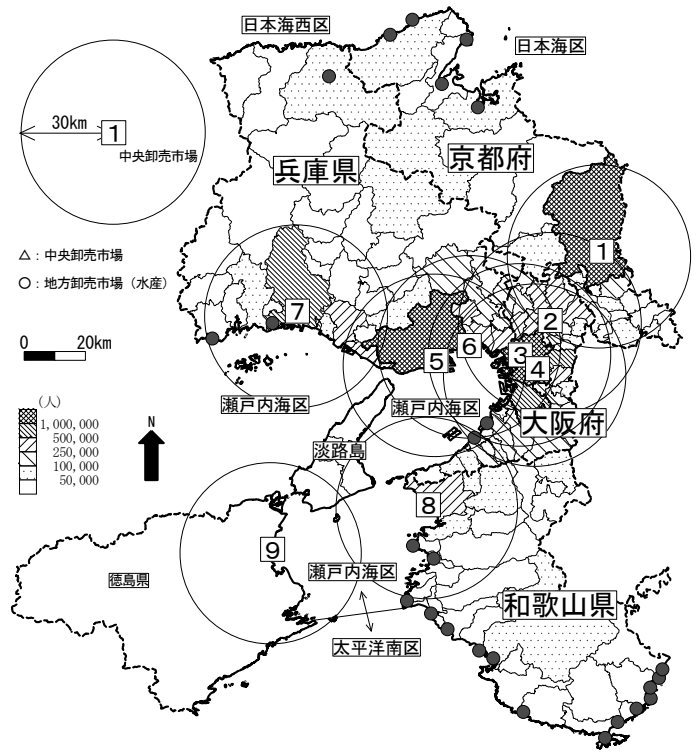 日本海西区
日本海区
30km
1
中央卸売市場
兵庫県
京都府
△：中央卸売市場
○：地方卸売市場（水産）
0 20km
（人）
1,000,000
500,000
250,000
100,000
50,000
N
1
2
3
4
5
6
7
8
9
瀬戸内海区
瀬戸内海区
大阪府
淡路島
徳島県
瀬戸内海区
和歌山県
太平洋南区